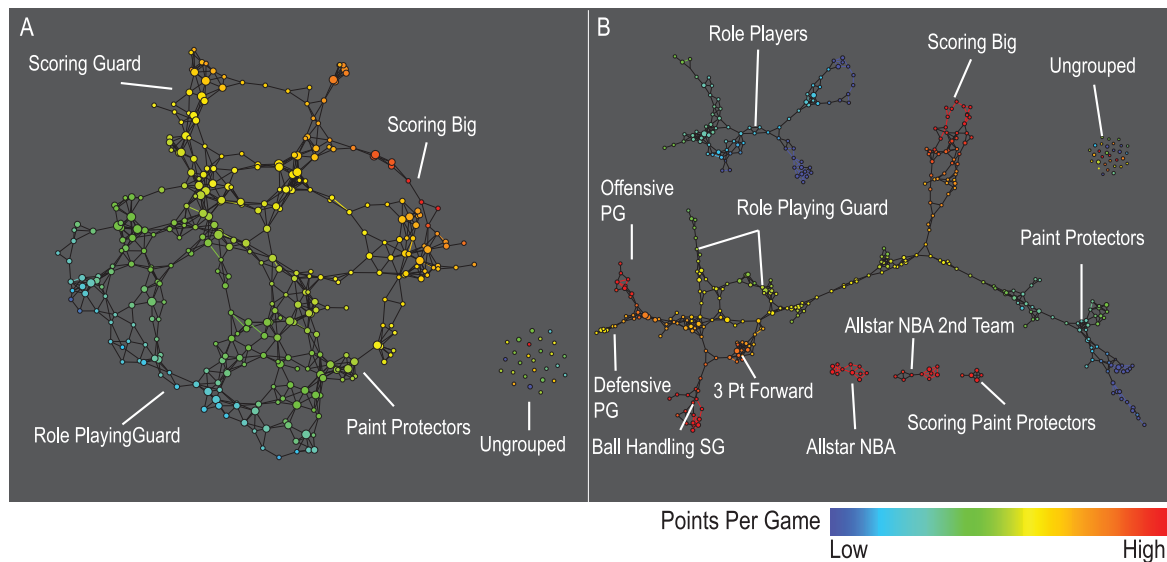 A
Scoring Guard
Scoring Big
Role PlayingGuard
Paint Protectors
Ungrouped
B
Role Players
Scoring Big
Ungrouped
Offensive
PG
Role Playing Guard
Paint Protectors
Allstar NBA 2nd Team
Defensive
PG
3 Pt Forward
Ball Handling SG
Allstar NBA
Scoring Paint Protectors
Points Per Game
Low
High